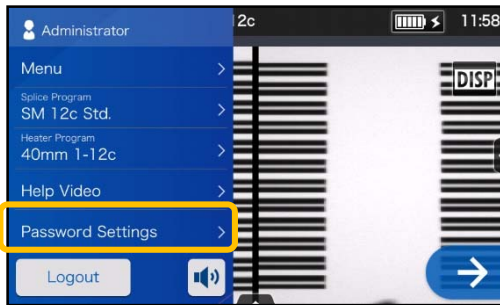 Administrator
12c
11:58
Menu
Splice Program
SM 12c Std.
Heater Program
40mm 1-12c
Help Video
Password Settings
Logout
DISP